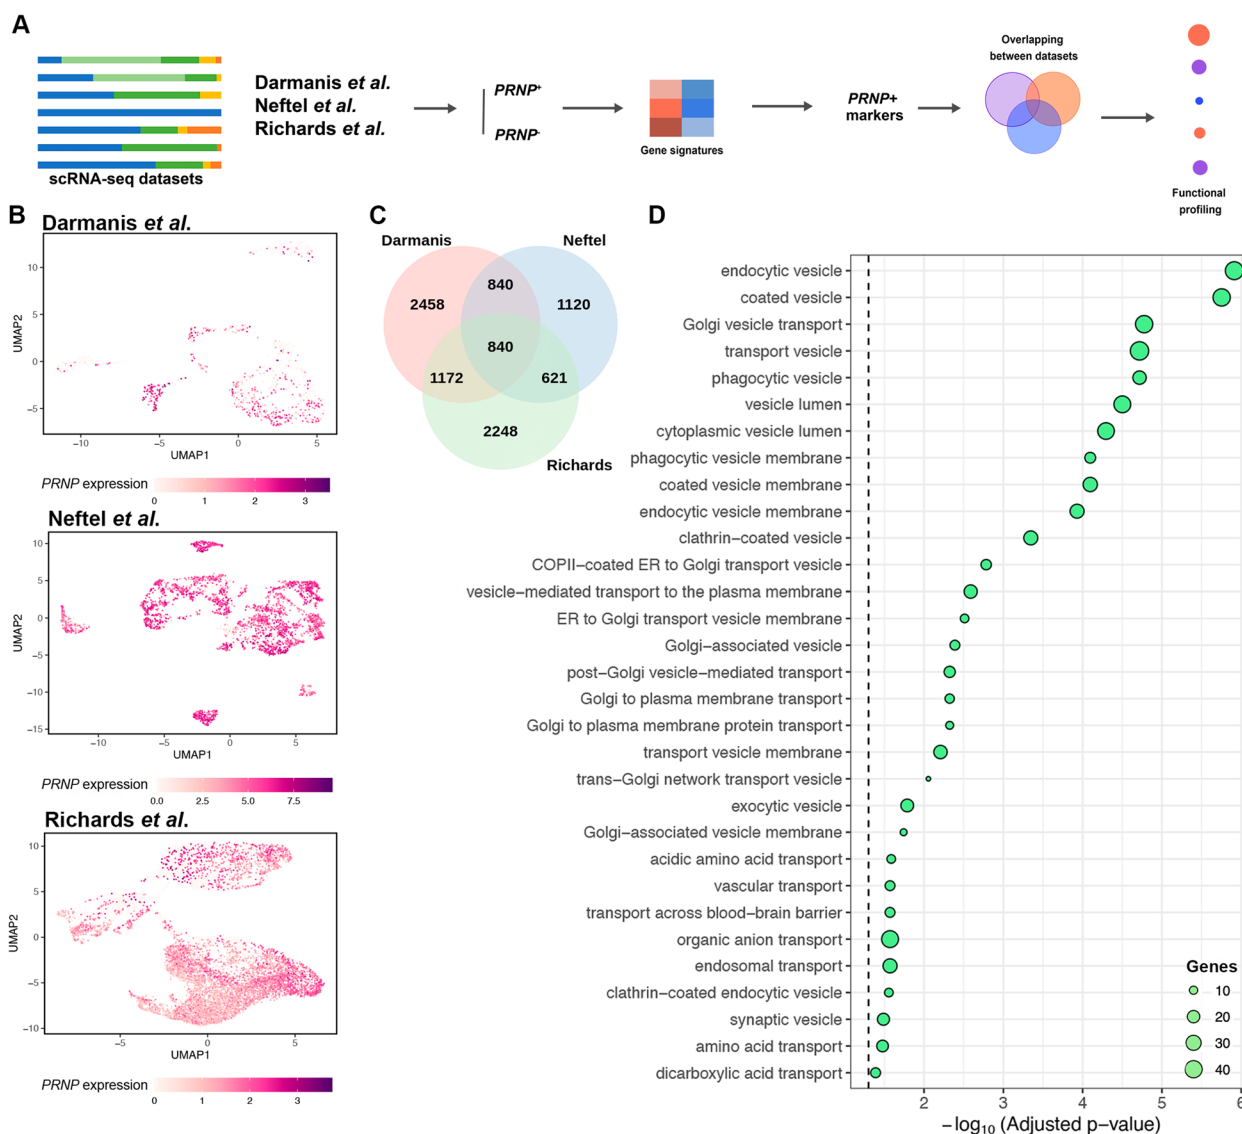 A
scRNA-seq datasets
Darmanis et al.
Neftel et al.
Richards et al.
PRNP+
PRNP-
Gene signatures
PRNP+
markers
Overlapping
between datasets
Functional
profiling
B
Darmanis et al.
10
5
0
−5
UMAP2
−10
−5
0
5
UMAP1
PRNP expression
0
1
2
3
Neftel et al.
10
5
0
−5
−10
−15
UMAP2
−10
−5
0
5
UMAP1
PRNP expression
0.0
2.5
5.0
7.5
Richards et al.
10
5
0
−5
−10
UMAP2
−5
0
5
UMAP1
PRNP expression
0
1
2
3
C
Darmanis
Neftel
840
2458
1120
840
1172
621
2248
Richards
D
endocytic vesicle
coated vesicle
Golgi vesicle transport
transport vesicle
phagocytic vesicle
vesicle lumen
cytoplasmic vesicle lumen
phagocytic vesicle membrane
coated vesicle membrane
endocytic vesicle membrane
clathrin−coated vesicle
COPII−coated ER to Golgi transport vesicle
vesicle−mediated transport to the plasma membrane
ER to Golgi transport vesicle membrane
Golgi−associated vesicle
post−Golgi vesicle−mediated transport
Golgi to plasma membrane transport
Golgi to plasma membrane protein transport
transport vesicle membrane
trans−Golgi network transport vesicle
exocytic vesicle
Golgi−associated vesicle membrane
acidic amino acid transport
vascular transport
transport across blood−brain barrier
organic anion transport
endosomal transport
clathrin−coated endocytic vesicle
synaptic vesicle
amino acid transport
dicarboxylic acid transport
Genes
10
20
30
40
2
3
4
5
6
−log10 (Adjusted p−value)